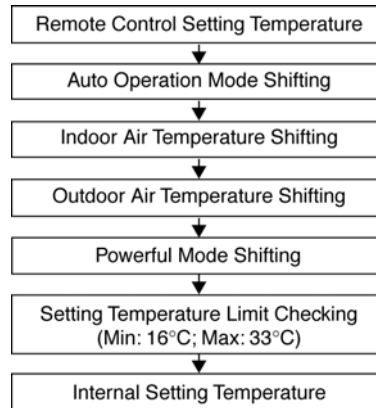 Remote Control Setting Temperature
Auto Operation Mode Shifting
Indoor Air Temperature Shifting
Outdoor Air Temperature Shifting
Powerful Mode Shifting
Setting Temperature Limit Checking
(Min: 16°C; Max: 33°C)
Internal Setting Temperature